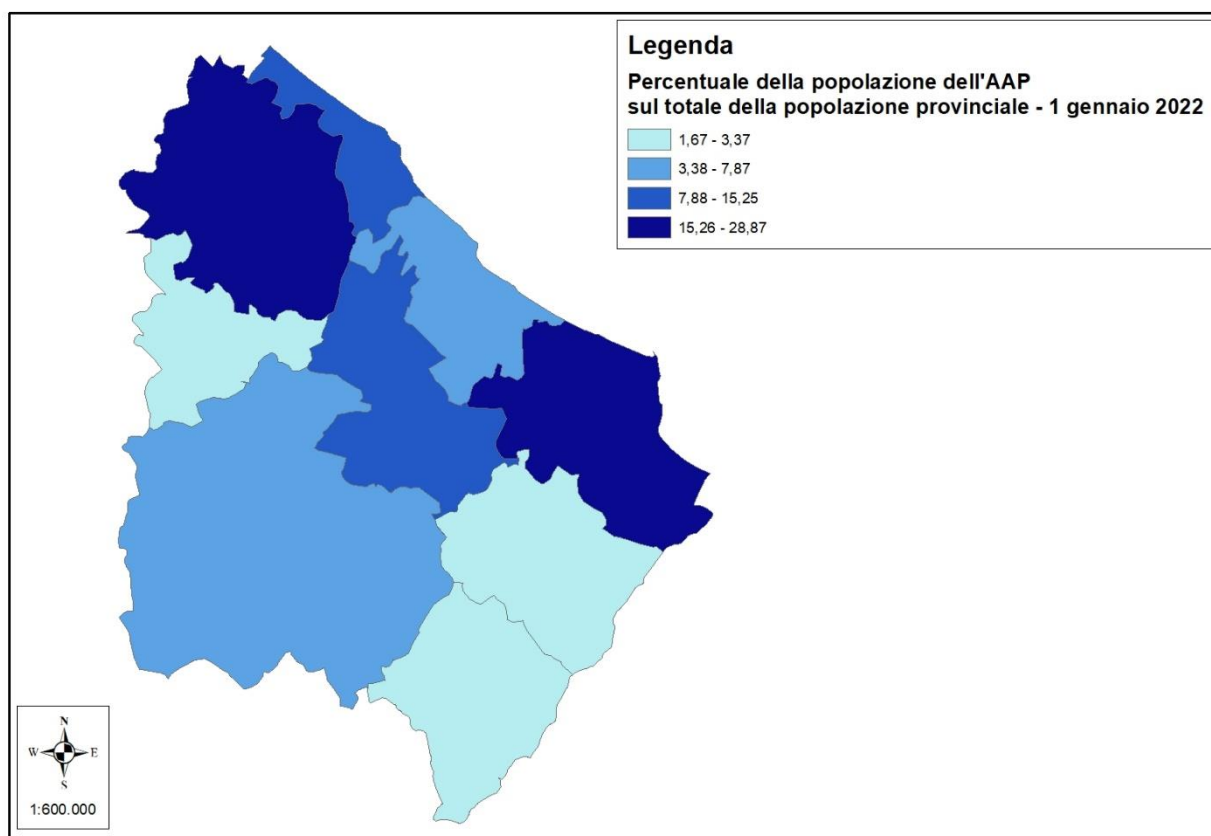 Legenda
Percentuale della popolazione dell'AAP
sul totale della popolazione provinciale - 1 gennaio 2022
1,67 - 3,37
3,38 - 7,87
7,88 - 15,25
15,26 - 28,87
N
W E
S
1:600.000